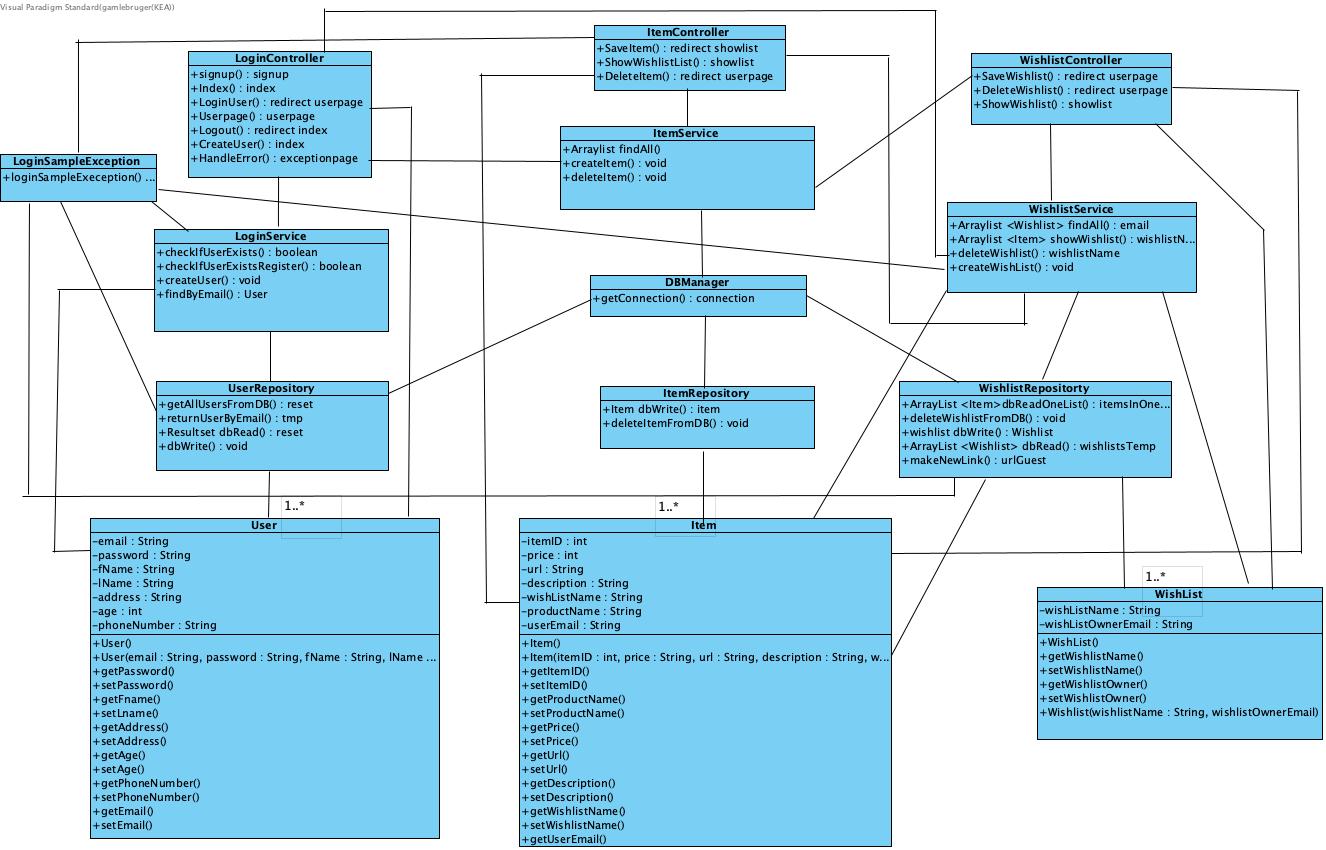 Visual Paradigm Standard(gamlebruger(KEA))
LoginController
+signup() : signup
+Index() : index
+LoginUser() : redirect userpage
+Userpage() : userpage
+Logout() : redirect index
+CreateUser() : index
+HandleError() : exceptionpage
ItemController
+SaveItem() : redirect showlist
+ShowWishlistList() : showlist
+DeleteItem() : redirect userpage
WishlistController
+SaveWishlist() : redirect userpage
+DeleteWishlist() : redirect userpage
+ShowWishlist() : showlist
LoginSampleException
+loginSampleExeception() ...
ItemService
+Arraylist findAll()
+createItem() : void
+deleteItem() : void
WishlistService
+Arraylist <Wishlist> findAll() : email
+Arraylist <Item> showWishlist() : wishlistN...
+deleteWishlist() : wishlistName
+createWishList() : void
LoginService
+checkIfUserExists() : boolean
+checkIfUserExistsRegister() : boolean
+createUser() : void
+findByEmail() : User
DBManager
+getConnection() : connection
UserRepository
+getAllUsersFromDB() : reset
+returnUserByEmail() : tmp
+Resultset dbRead() : reset
+dbWrite() : void
ItemRepository
+Item dbWrite() : item
+deleteItemFromDB() : void
WishlistRepositorty
+ArrayList <Item>dbReadOneList() : itemsInOne...
+deleteWishlistFromDB() : void
+wishlist dbWrite() : Wishlist
+ArrayList <Wishlist> dbRead() : wishlistsTemp
+makeNewLink() : urlGuest
1..*
User
-email : String
-password : String
-fName : String
-lName : String
-address : String
-age : int
-phoneNumber : String
+User()
+User(email : String, password : String, fName : String, lName ...
+getPassword()
+setPassword()
+getFname()
+setLname()
+getAddress()
+setAddress()
+getAge()
+setAge()
+getPhoneNumber()
+setPhoneNumber()
+getEmail()
+setEmail()
1..*
Item
-itemID : int
-price : int
-url : String
-description : String
-wishListName : String
-productName : String
-userEmail : String
+Item()
+Item(itemID : int, price : String, url : String, description : String, w...
+getItemID()
+setItemID()
+getProductName()
+setProductName()
+getPrice()
+setPrice()
+getUrl()
+setUrl()
+getDescription()
+setDescription()
+getWishlistName()
+setWishlistName()
+getUserEmail()
1..*
WishList
-wishListName : String
-wishListOwnerEmail : String
+WishList()
+getWishlistName()
+setWishlistName()
+getWishlistOwner()
+setWishlistOwner()
+Wishlist(wishlistName : String, wishlistOwnerEmail)